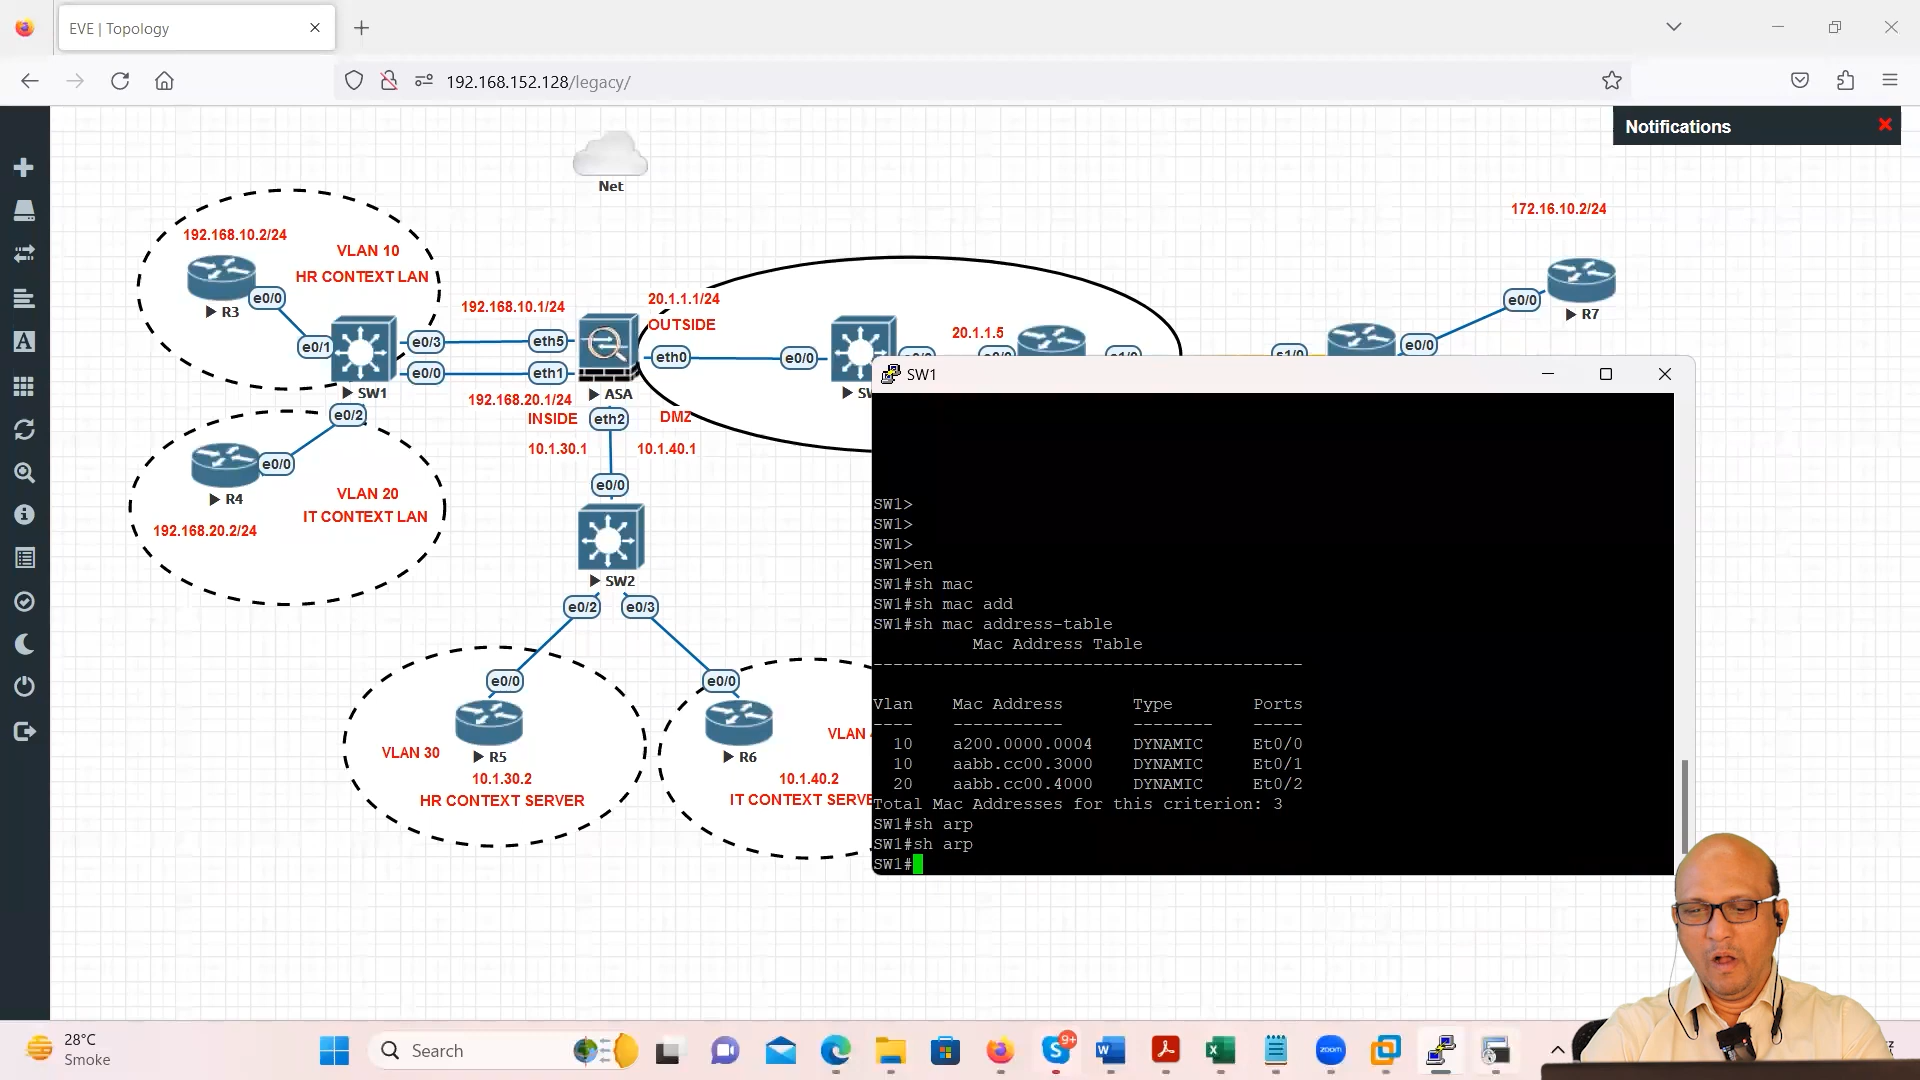 EVE | Topology
192.168.152.128/legacy/
Notifications
Net
172.16.10.2/24
192.168.10.2/24
VLAN 10
HR CONTEXT LAN
e0/0
R3
e0/1
SW1
e0/3
e0/0
192.168.10.1/24
eth5
eth1
192.168.20.1/24
INSIDE
ASA
20.1.1.1/24
OUTSIDE
eth0
e0/0
20.1.1.5
e0/0
R7
e0/0
eth2
DMZ
10.1.30.1
10.1.40.1
e0/0
e0/2
e0/0
R4
VLAN 20
IT CONTEXT LAN
192.168.20.2/24
SW2
e0/2
e0/3
e0/0
e0/0
VLAN 30
R5
10.1.30.2
HR CONTEXT SERVER
R6
VLAN
10.1.40.2
IT CONTEXT SERVE
SW1
SW1>
SW1>
SW1>
SW1>en
SW1#sh mac
SW1#sh mac add
SW1#sh mac address-table
Mac Address Table
-------------------------------------------
Vlan    Mac Address       Type        Ports
----    -----------       --------    -----
10    a200.0000.0004    DYNAMIC     Et0/0
10    aabb.cc00.3000    DYNAMIC     Et0/1
20    aabb.cc00.4000    DYNAMIC     Et0/2
Total Mac Addresses for this criterion: 3
SW1#sh arp
SW1#sh arp
SW1#
28°C
Smoke
Search
9+
zoom